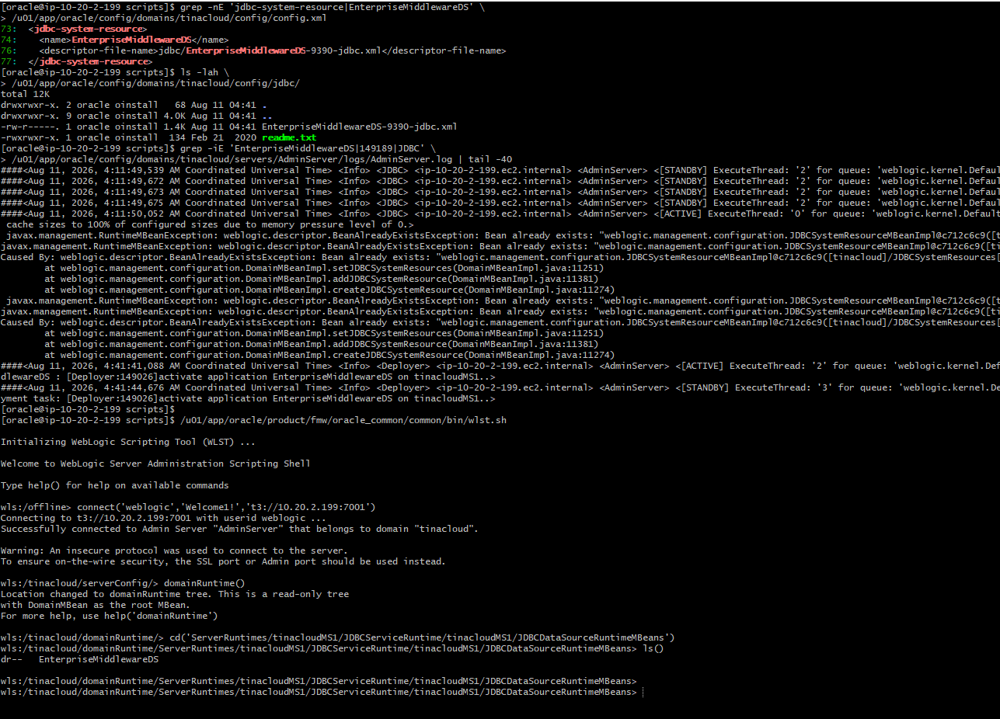 [oracle@ip-10-20-2-199 scripts]$ grep -nE 'jdbc-system-resource|EnterpriseMiddlewareDS' \
> /u01/app/oracle/config/domains/tinacloud/config/config.xml
73:  <jdbc-system-resource>
74:    <name>EnterpriseMiddlewareDS</name>
76:    <descriptor-file-name>jdbc/EnterpriseMiddlewareDS-9390-jdbc.xml</descriptor-file-name>
77:  </jdbc-system-resource>
[oracle@ip-10-20-2-199 scripts]$ ls -lah \
> /u01/app/oracle/config/domains/tinacloud/config/jdbc/
total 12K
drwxrwxr-x. 2 oracle oinstall   68 Aug 11 04:41 .
drwxrwxr-x. 9 oracle oinstall 4.0K Aug 11 04:41 ..
-rw-r-----. 1 oracle oinstall 1.4K Aug 11 04:41 EnterpriseMiddlewareDS-9390-jdbc.xml
-rwxrwxr-x. 1 oracle oinstall  134 Feb 21  2020 readme.txt
[oracle@ip-10-20-2-199 scripts]$ grep -iE 'EnterpriseMiddlewareDS|149189|JDBC' \
> /u01/app/oracle/config/domains/tinacloud/servers/AdminServer/logs/AdminServer.log | tail -40
####<Aug 11, 2026, 4:11:49,539 AM Coordinated Universal Time> <Info> <JDBC> <ip-10-20-2-199.ec2.internal> <AdminServer> <[STANDBY] ExecuteThread: '2' for queue: 'weblogic.kernel.Defaul
####<Aug 11, 2026, 4:11:49,672 AM Coordinated Universal Time> <Info> <JDBC> <ip-10-20-2-199.ec2.internal> <AdminServer> <[STANDBY] ExecuteThread: '2' for queue: 'weblogic.kernel.Defaul
####<Aug 11, 2026, 4:11:49,673 AM Coordinated Universal Time> <Info> <JDBC> <ip-10-20-2-199.ec2.internal> <AdminServer> <[STANDBY] ExecuteThread: '2' for queue: 'weblogic.kernel.Defaul
####<Aug 11, 2026, 4:11:49,675 AM Coordinated Universal Time> <Info> <JDBC> <ip-10-20-2-199.ec2.internal> <AdminServer> <[STANDBY] ExecuteThread: '2' for queue: 'weblogic.kernel.Defaul
####<Aug 11, 2026, 4:11:50,052 AM Coordinated Universal Time> <Info> <JDBC> <ip-10-20-2-199.ec2.internal> <AdminServer> <[ACTIVE] ExecuteThread: '0' for queue: 'weblogic.kernel.Default
 cache sizes to 100% of configured sizes due to memory pressure level of 0.>
 javax.management.RuntimeMBeanException: weblogic.descriptor.BeanAlreadyExistsException: Bean already exists: "weblogic.management.configuration.JDBCSystemResourceMBeanImpl@c712c6c9([t
javax.management.RuntimeMBeanException: weblogic.descriptor.BeanAlreadyExistsException: Bean already exists: "weblogic.management.configuration.JDBCSystemResourceMBeanImpl@c712c6c9([ti
Caused By: weblogic.descriptor.BeanAlreadyExistsException: Bean already exists: "weblogic.management.configuration.JDBCSystemResourceMBeanImpl@c712c6c9([tinacloud]/JDBCSystemResources[
        at weblogic.management.configuration.DomainMBeanImpl.setJDBCSystemResources(DomainMBeanImpl.java:11251)
        at weblogic.management.configuration.DomainMBeanImpl.addJDBCSystemResource(DomainMBeanImpl.java:11381)
        at weblogic.management.configuration.DomainMBeanImpl.createJDBCSystemResource(DomainMBeanImpl.java:11274)
 javax.management.RuntimeMBeanException: weblogic.descriptor.BeanAlreadyExistsException: Bean already exists: "weblogic.management.configuration.JDBCSystemResourceMBeanImpl@c712c6c9([t
javax.management.RuntimeMBeanException: weblogic.descriptor.BeanAlreadyExistsException: Bean already exists: "weblogic.management.configuration.JDBCSystemResourceMBeanImpl@c712c6c9([ti
Caused By: weblogic.descriptor.BeanAlreadyExistsException: Bean already exists: "weblogic.management.configuration.JDBCSystemResourceMBeanImpl@c712c6c9([tinacloud]/JDBCSystemResources[
        at weblogic.management.configuration.DomainMBeanImpl.setJDBCSystemResources(DomainMBeanImpl.java:11251)
        at weblogic.management.configuration.DomainMBeanImpl.addJDBCSystemResource(DomainMBeanImpl.java:11381)
        at weblogic.management.configuration.DomainMBeanImpl.createJDBCSystemResource(DomainMBeanImpl.java:11274)
####<Aug 11, 2026, 4:41:41,088 AM Coordinated Universal Time> <Info> <Deployer> <ip-10-20-2-199.ec2.internal> <AdminServer> <[ACTIVE] ExecuteThread: '2' for queue: 'weblogic.kernel.Def
dlewareDS : [Deployer:149026]activate application EnterpriseMiddlewareDS on tinacloudMS1..>
####<Aug 11, 2026, 4:41:44,676 AM Coordinated Universal Time> <Info> <Deployer> <ip-10-20-2-199.ec2.internal> <AdminServer> <[STANDBY] ExecuteThread: '3' for queue: 'weblogic.kernel.De
yment task: [Deployer:149026]activate application EnterpriseMiddlewareDS on tinacloudMS1..>
[oracle@ip-10-20-2-199 scripts]$
[oracle@ip-10-20-2-199 scripts]$ /u01/app/oracle/product/fmw/oracle_common/common/bin/wlst.sh

Initializing WebLogic Scripting Tool (WLST) ...

Welcome to WebLogic Server Administration Scripting Shell

Type help() for help on available commands

wls:/offline> connect('weblogic','Welcome1!','t3://10.20.2.199:7001')
Connecting to t3://10.20.2.199:7001 with userid weblogic ...
Successfully connected to Admin Server "AdminServer" that belongs to domain "tinacloud".

Warning: An insecure protocol was used to connect to the server.
To ensure on-the-wire security, the SSL port or Admin port should be used instead.

wls:/tinacloud/serverConfig/> domainRuntime()
Location changed to domainRuntime tree. This is a read-only tree
with DomainMBean as the root MBean.
For more help, use help('domainRuntime')

wls:/tinacloud/domainRuntime/> cd('ServerRuntimes/tinacloudMS1/JDBCServiceRuntime/tinacloudMS1/JDBCDataSourceRuntimeMBeans')
wls:/tinacloud/domainRuntime/ServerRuntimes/tinacloudMS1/JDBCServiceRuntime/tinacloudMS1/JDBCDataSourceRuntimeMBeans> ls()
dr--   EnterpriseMiddlewareDS

wls:/tinacloud/domainRuntime/ServerRuntimes/tinacloudMS1/JDBCServiceRuntime/tinacloudMS1/JDBCDataSourceRuntimeMBeans>
wls:/tinacloud/domainRuntime/ServerRuntimes/tinacloudMS1/JDBCServiceRuntime/tinacloudMS1/JDBCDataSourceRuntimeMBeans>